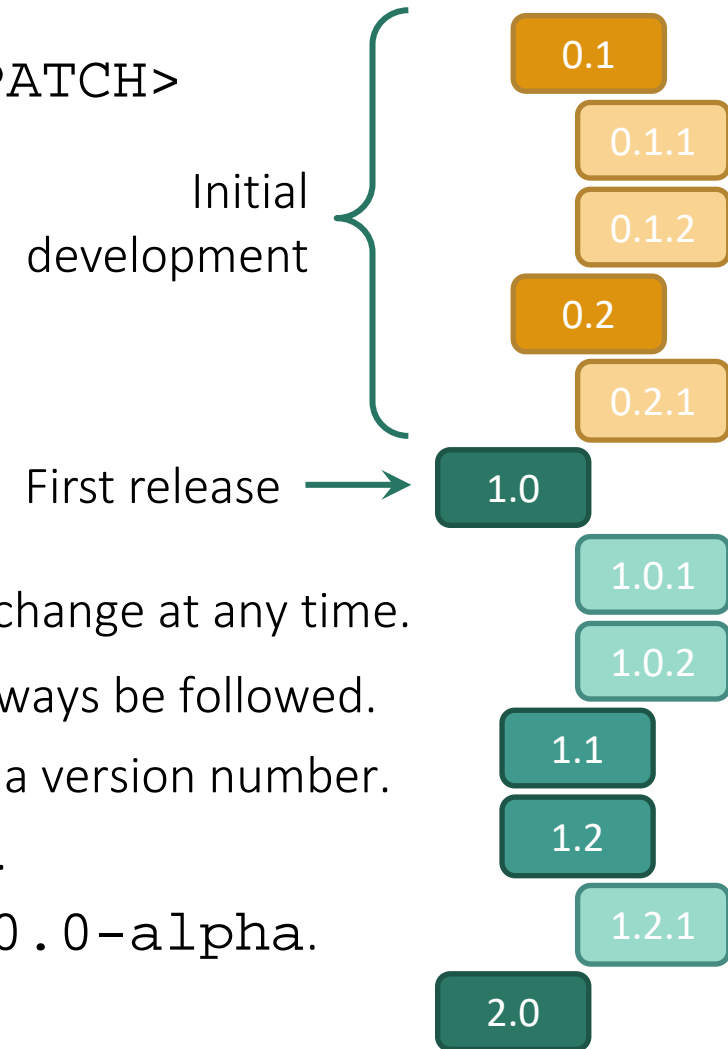 PATCH>
0.1
0.1.1
Initial
development
0.1.2
0.2
0.2.1
First release
1.0
1.0.1
change at any time.
1.0.2
ways be followed.
1.1
a version number.
1.2
.
0.0-alpha.
1.2.1
2.0